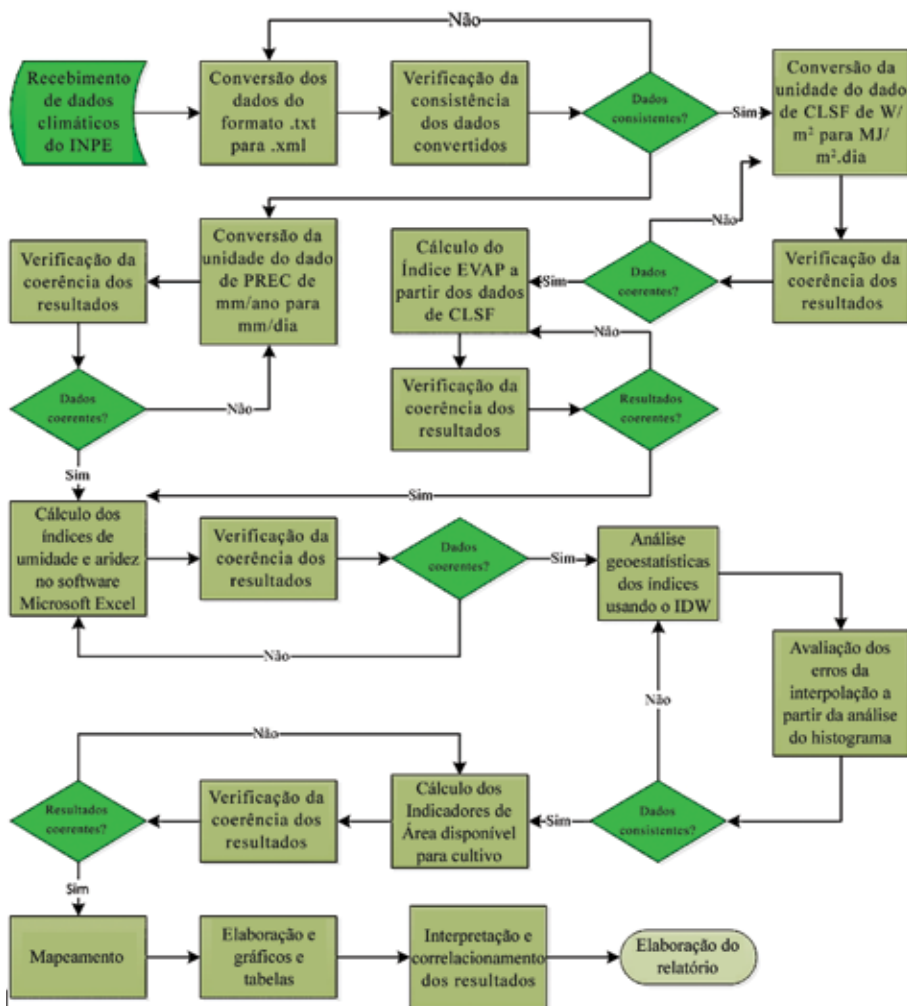 Não
Recebimento
de dados
climáticos
do INPE
Conversão dos
dados do
formato .txt
para .xml
Verificação da
consistência
dos dados
convertidos
Dados
consistentes?
Sim
Conversão da
unidade do dado
de CLSF de W/
m² para MJ/
m².dia
Não
Verificação da
coerência dos
resultados
Conversão da
unidade do dado
de PREC de
mm/ano para
mm/dia
Cálculo do
Índice EVAP a
partir dos dados
de CLSF
Sim
Dados
coerentes?
Verificação da
coerência dos
resultados
Não
Dados
coerentes?
Não
Verificação da
coerência dos
resultados
Resultados
coerentes?
Sim
Sim
Cálculo dos
índices de
umidade e aridez
no software
Microsoft Excel
Verificação da
coerência dos
resultados
Dados
coerentes?
Sim
Análise
geoestatísticas
dos índices
usando o IDW
Não
Avaliação dos
erros da
interpolação a
partir da análise
do histograma
Não
Não
Resultados
coerentes?
Verificação da
coerência dos
resultados
Cálculo dos
Indicadores de
Área disponível
para cultivo
Sim
Dados
consistentes?
Sim
Mapeamento
Elaboração e
gráficos e
tabelas
Interpretação e
correlacionamento
dos resultados
Elaboração do
relatório